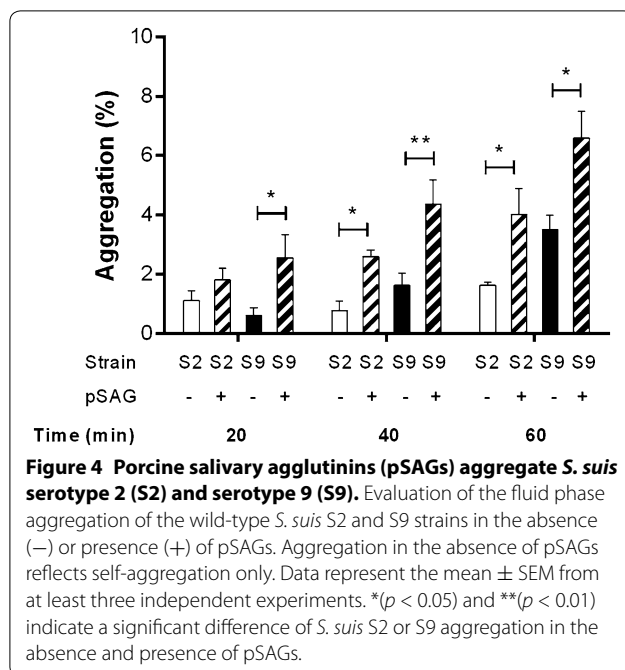 10
8
6
4
2
0
Aggregation (%)
* * ** * *
Strain S2 S2 S9 S9 S2 S2 S9 S9 S2 S2 S9 S9
pSAG - + - + - + - + - + - +
Time (min) 20 40 60
Figure 4 Porcine salivary agglutinins (pSAGs) aggregate S. suis
serotype 2 (S2) and serotype 9 (S9). Evaluation of the fluid phase
aggregation of the wild-type S. suis S2 and S9 strains in the absence
(−) or presence (+) of pSAGs. Aggregation in the absence of pSAGs
reflects self-aggregation only. Data represent the mean ± SEM from
at least three independent experiments. *(p < 0.05) and **(p < 0.01)
indicate a significant difference of S. suis S2 or S9 aggregation in the
absence and presence of pSAGs.